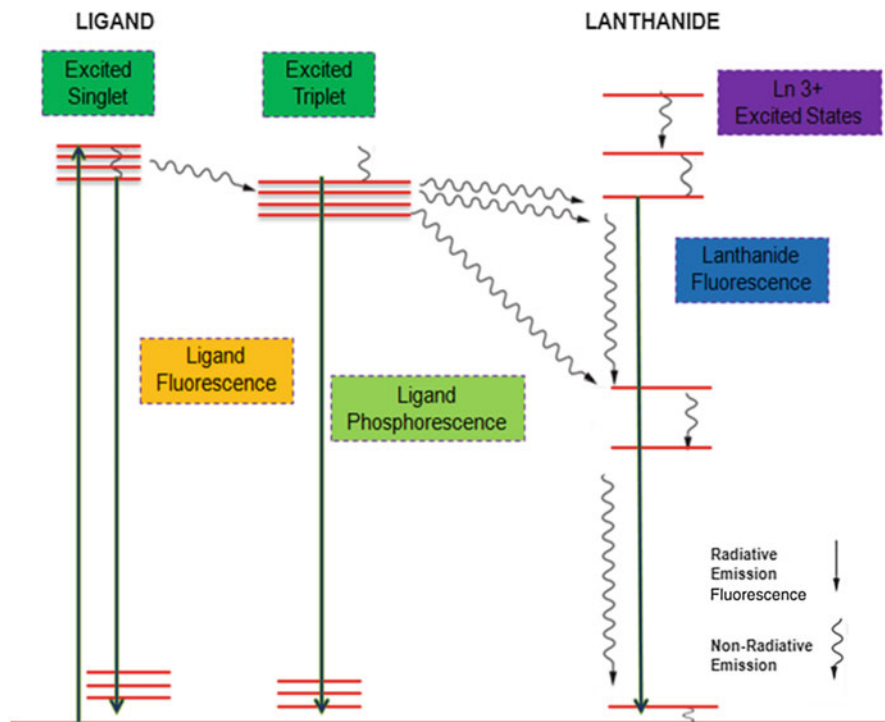 LIGAND
LANTHANIDE
Excited
Singlet
Excited
Triplet
Ln 3+
Excited States
Lanthanide
Fluorescence
Ligand
Fluorescence
Ligand
Phosphorescence
Radiative
Emission
Fluorescence
Non-Radiative
Emission